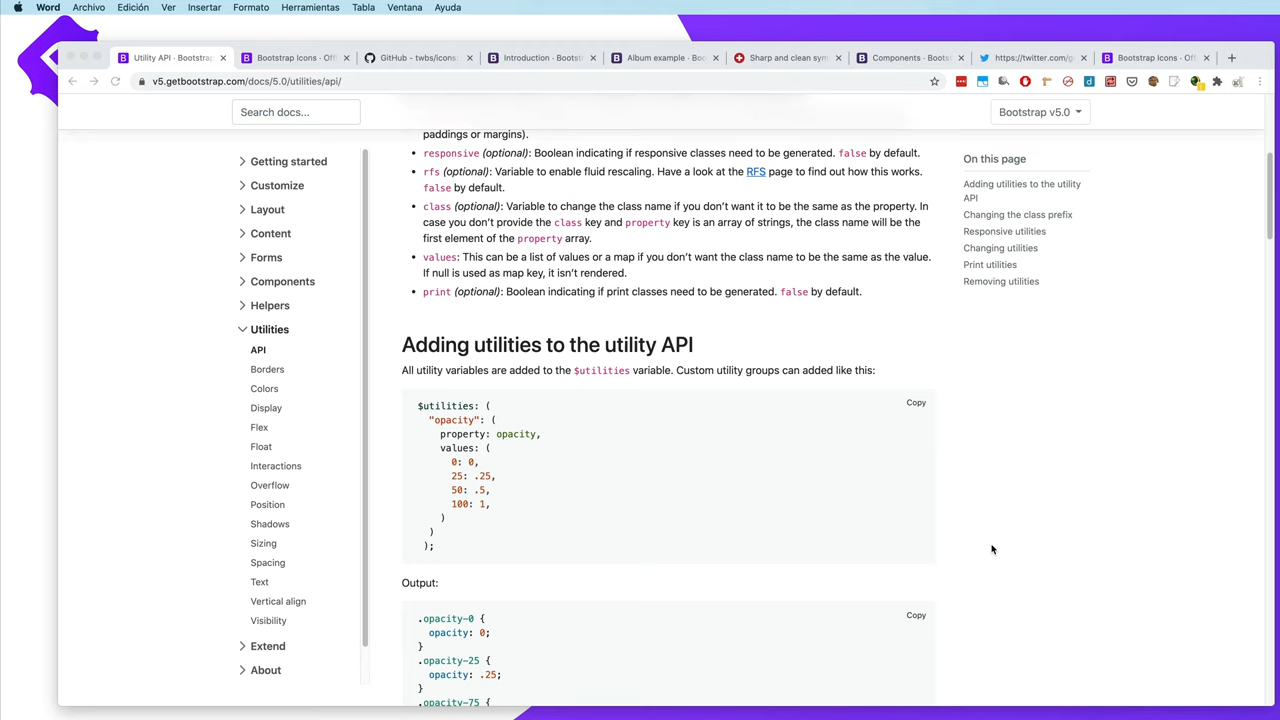 Word Archivo Edición Ver Insertar Formato Herramientas Tabla Ventana Ayuda
Utility API · Bootstrap
Bootstrap Icons · Offi
GitHub - twbs/icons:
Introduction · Bootst
Album example · Boo
Sharp and clean sym
Components · Bootst
https://twitter.com/g
Bootstrap Icons · Offi
v5.getbootstrap.com/docs/5.0/utilities/api/
Search docs...
Bootstrap v5.0
Getting started
Customize
Layout
Content
Forms
Components
Helpers
Utilities
API
Borders
Colors
Display
Flex
Float
Interactions
Overflow
Position
Shadows
Sizing
Spacing
Text
Vertical align
Visibility
Extend
About
paddings or margins).
responsive (optional): Boolean indicating if responsive classes need to be generated. false by default.
rfs (optional): Variable to enable fluid rescaling. Have a look at the RFS page to find out how this works.
false by default.
class (optional): Variable to change the class name if you don’t want it to be the same as the property. In
case you don’t provide the class key and property key is an array of strings, the class name will be the
first element of the property array.
values: This can be a list of values or a map if you don’t want the class name to be the same as the value.
If null is used as map key, it isn’t rendered.
print (optional): Boolean indicating if print classes need to be generated. false by default.
Adding utilities to the utility API
All utility variables are added to the $utilities variable. Custom utility groups can added like this:
Copy
$utilities: (
"opacity": (
property: opacity,
values: (
0: 0,
25: .25,
50: .5,
100: 1,
)
)
);
Output:
Copy
.opacity-0 {
opacity: 0;
}
.opacity-25 {
opacity: .25;
}
.opacity-75 {
On this page
Adding utilities to the utility
API
Changing the class prefix
Responsive utilities
Changing utilities
Print utilities
Removing utilities